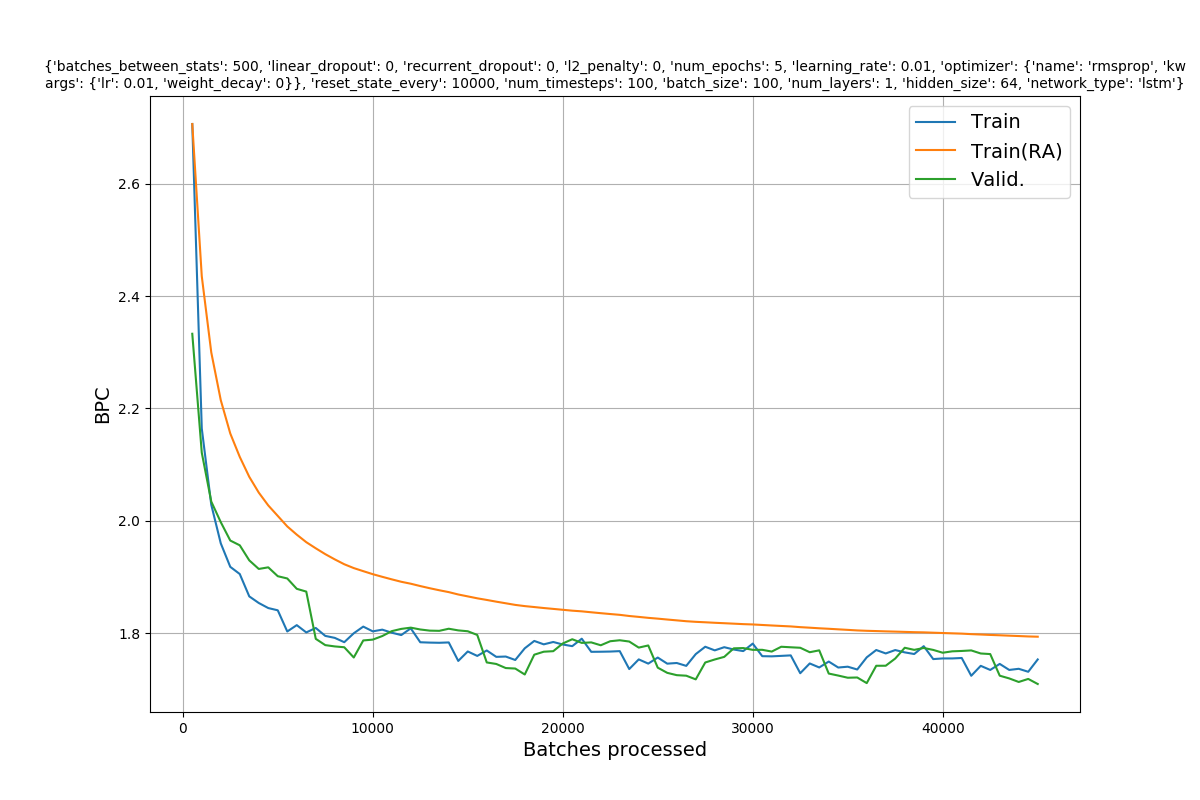 {'batches_between_stats': 500, 'linear_dropout': 0, 'recurrent_dropout': 0, 'l2_penalty': 0, 'num_epochs': 5, 'learning_rate': 0.01, 'optimizer': {'name': 'rmsprop', 'kw
args': {'lr': 0.01, 'weight_decay': 0}}, 'reset_state_every': 10000, 'num_timesteps': 100, 'batch_size': 100, 'num_layers': 1, 'hidden_size': 64, 'network_type': 'lstm'}
Train
Train(RA)
Valid.
2.6
2.4
2.2
2.0
1.8
BPC
0 10000 20000 30000 40000
Batches processed